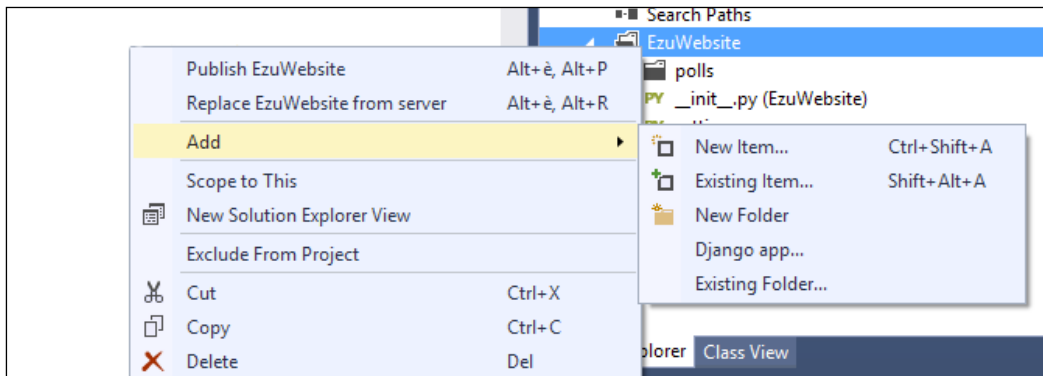 Search Paths
EzuWebsite
polls
__init__.py (EzuWebsite)
Publish EzuWebsite Alt+è, Alt+P
Replace EzuWebsite from server Alt+è, Alt+R
Add
Scope to This
New Solution Explorer View
Exclude From Project
Cut Ctrl+X
Copy Ctrl+C
Delete Del
New Item... Ctrl+Shift+A
Existing Item... Shift+Alt+A
New Folder
Django app...
Existing Folder...
plorer Class View